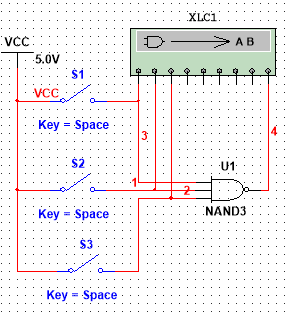 XLC1
A B
VCC
5.0V
S1
VCC
Key = Space
3
4
S2
U1
1
2
Key = Space
NAND3
S3
Key = Space